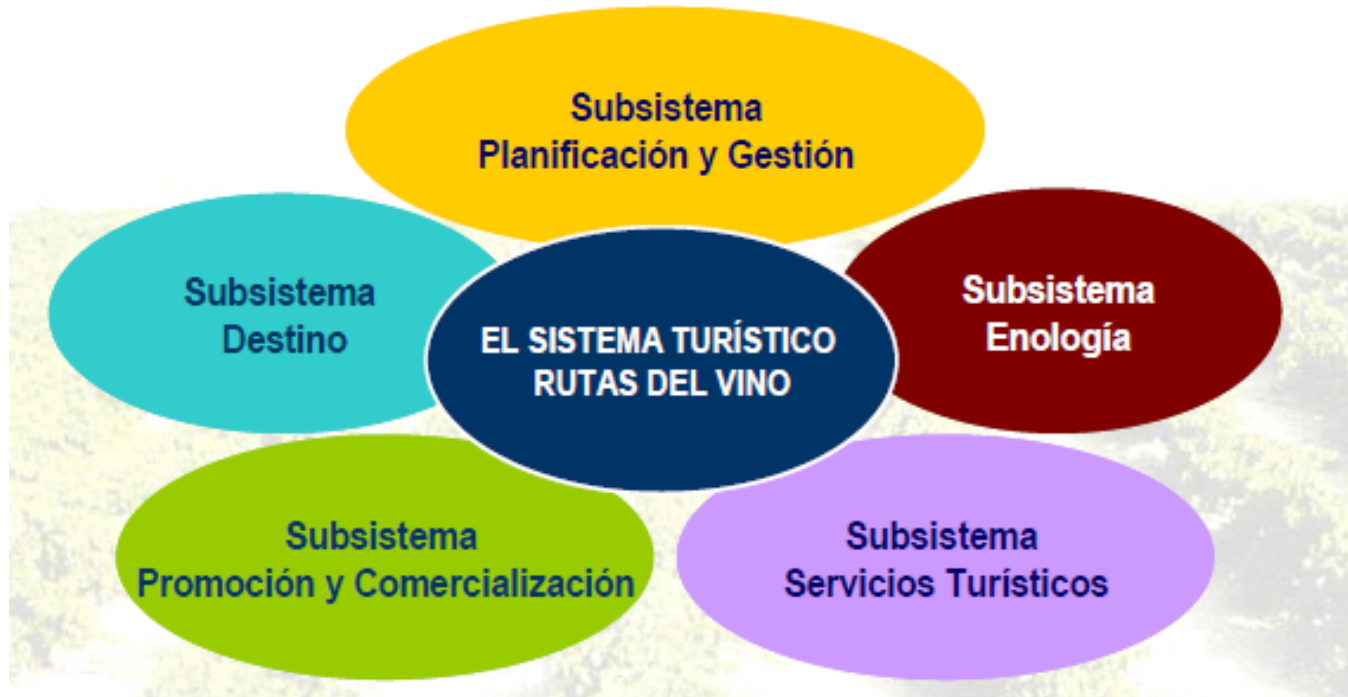 Subsistema
Planificación y Gestión
Subsistema
Destino
EL SISTEMA TURÍSTICO
RUTAS DEL VINO
Subsistema
Enología
Subsistema
Promoción y Comercialización
Subsistema
Servicios Turísticos